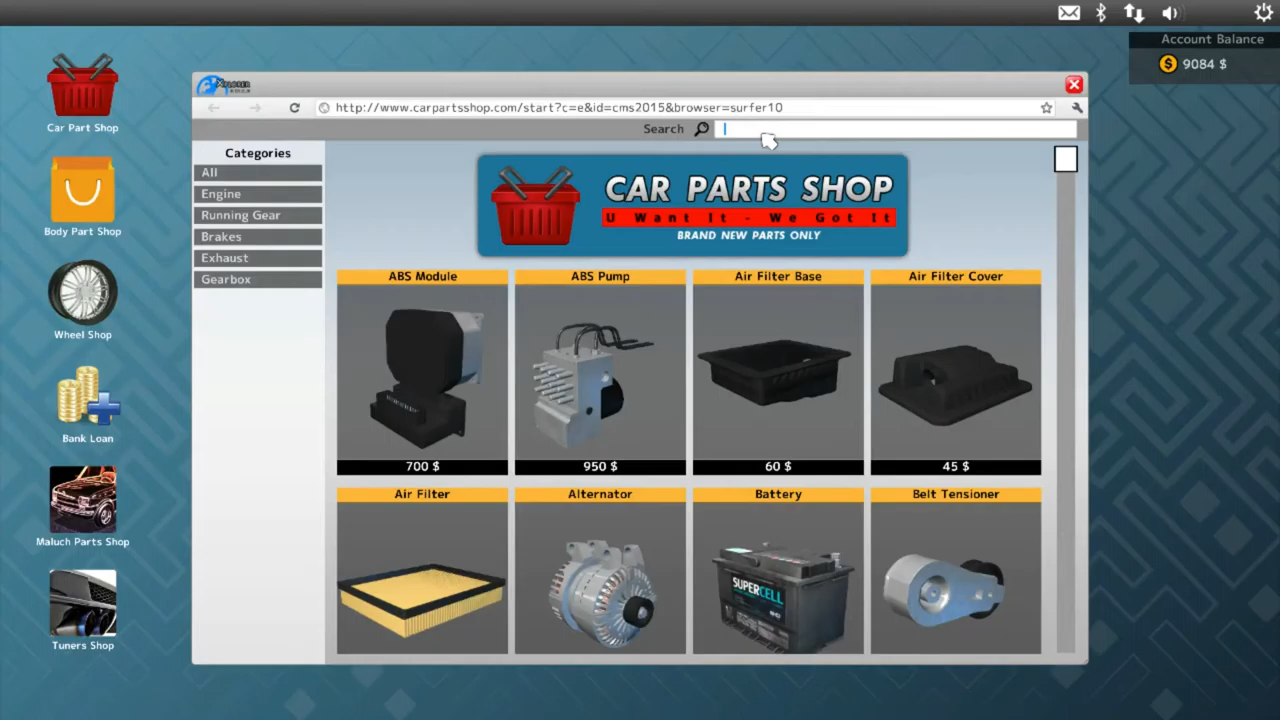 Account Balance
9084 $
Car Part Shop
Body Part Shop
Wheel Shop
Bank Loan
Maluch Parts Shop
Tuners Shop
http://www.carpartsshop.com/start?c=e&id=cms2015&browser=surfer10
Search
Categories
All
Engine
Running Gear
Brakes
Exhaust
Gearbox
CAR PARTS SHOP
U Want It - We Got It
BRAND NEW PARTS ONLY
ABS Module
ABS Pump
Air Filter Base
Air Filter Cover
700 $
950 $
60 $
45 $
Air Filter
Alternator
Battery
Belt Tensioner
SUPERCELL